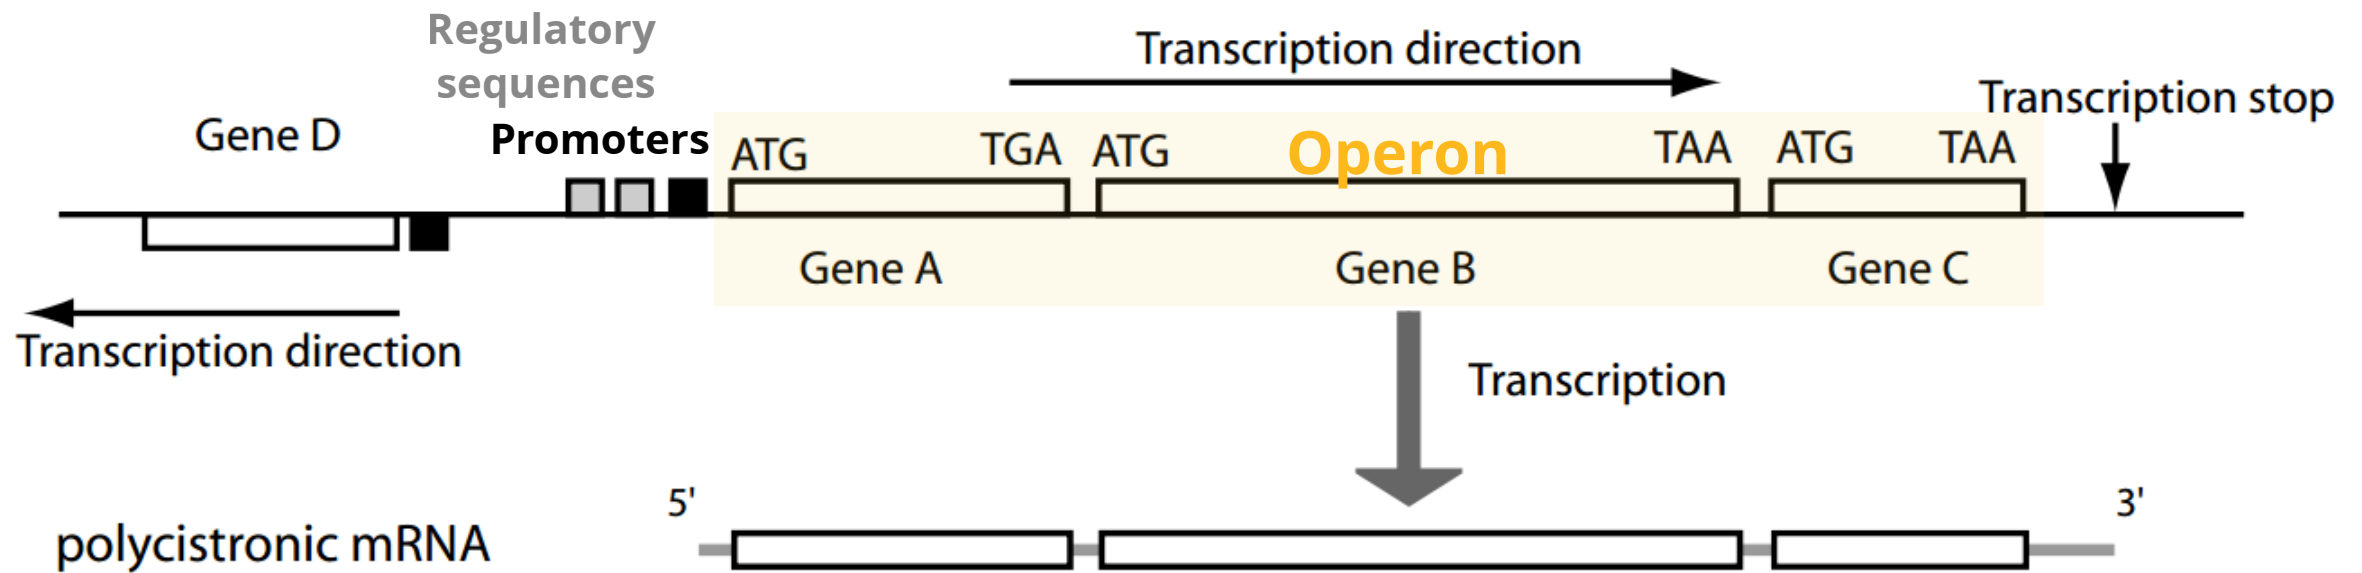 Regulatory
sequences
Transcription direction
Transcription stop
Gene D
Promoters
ATG
TGA
ATG
Operon
TAA
ATG
TAA
Gene A
Gene B
Gene C
Transcription direction
Transcription
5'
3'
polycistronic mRNA